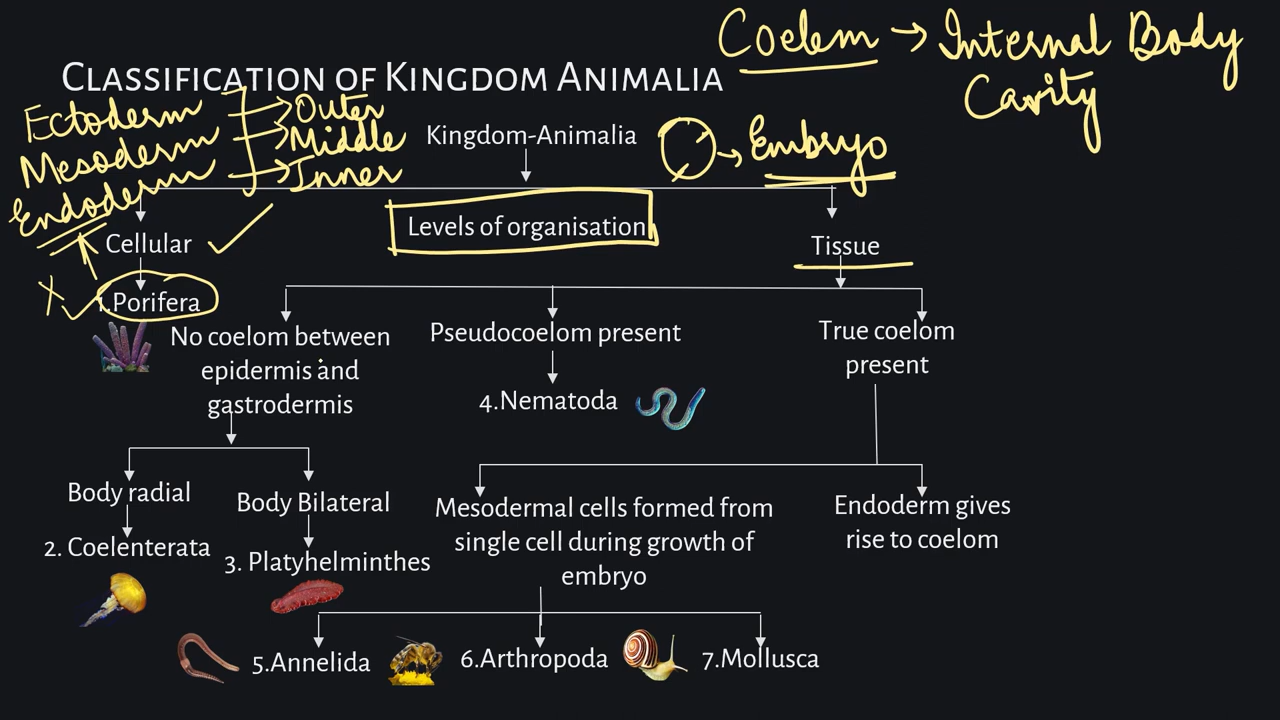 Coelem → Internal Body
Cavity
CLASSIFICATION OF KINGDOM ANIMALIA
Ectoderm → Outer
Mesoderm → Middle
Endoderm → Inner
Kingdom-Animalia
→ Embryo
Levels of organisation
Cellular
Tissue
1.Porifera
No coelom between
epidermis and
gastrodermis
Pseudocoelom present
True coelom
present
4.Nematoda
Body radial
Body Bilateral
Mesodermal cells formed from
single cell during growth of
embryo
Endoderm gives
rise to coelom
2. Coelenterata
3. Platyhelminthes
5.Annelida
6.Arthropoda
7.Mollusca